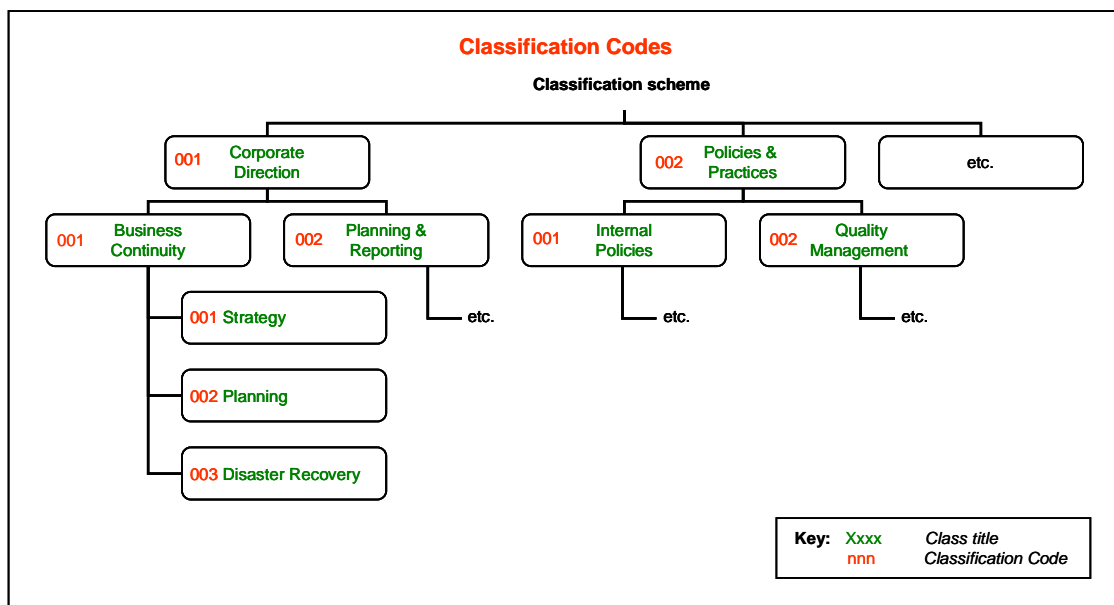 Classification Codes
Classification scheme
001 Corporate
Direction
002 Policies &
Practices
etc.
001 Business
Continuity
002 Planning &
Reporting
001 Internal
Policies
002 Quality
Management
001 Strategy
etc.
etc.
etc.
002 Planning
003 Disaster Recovery
Key: Xxxx Class title
nnn Classification Code